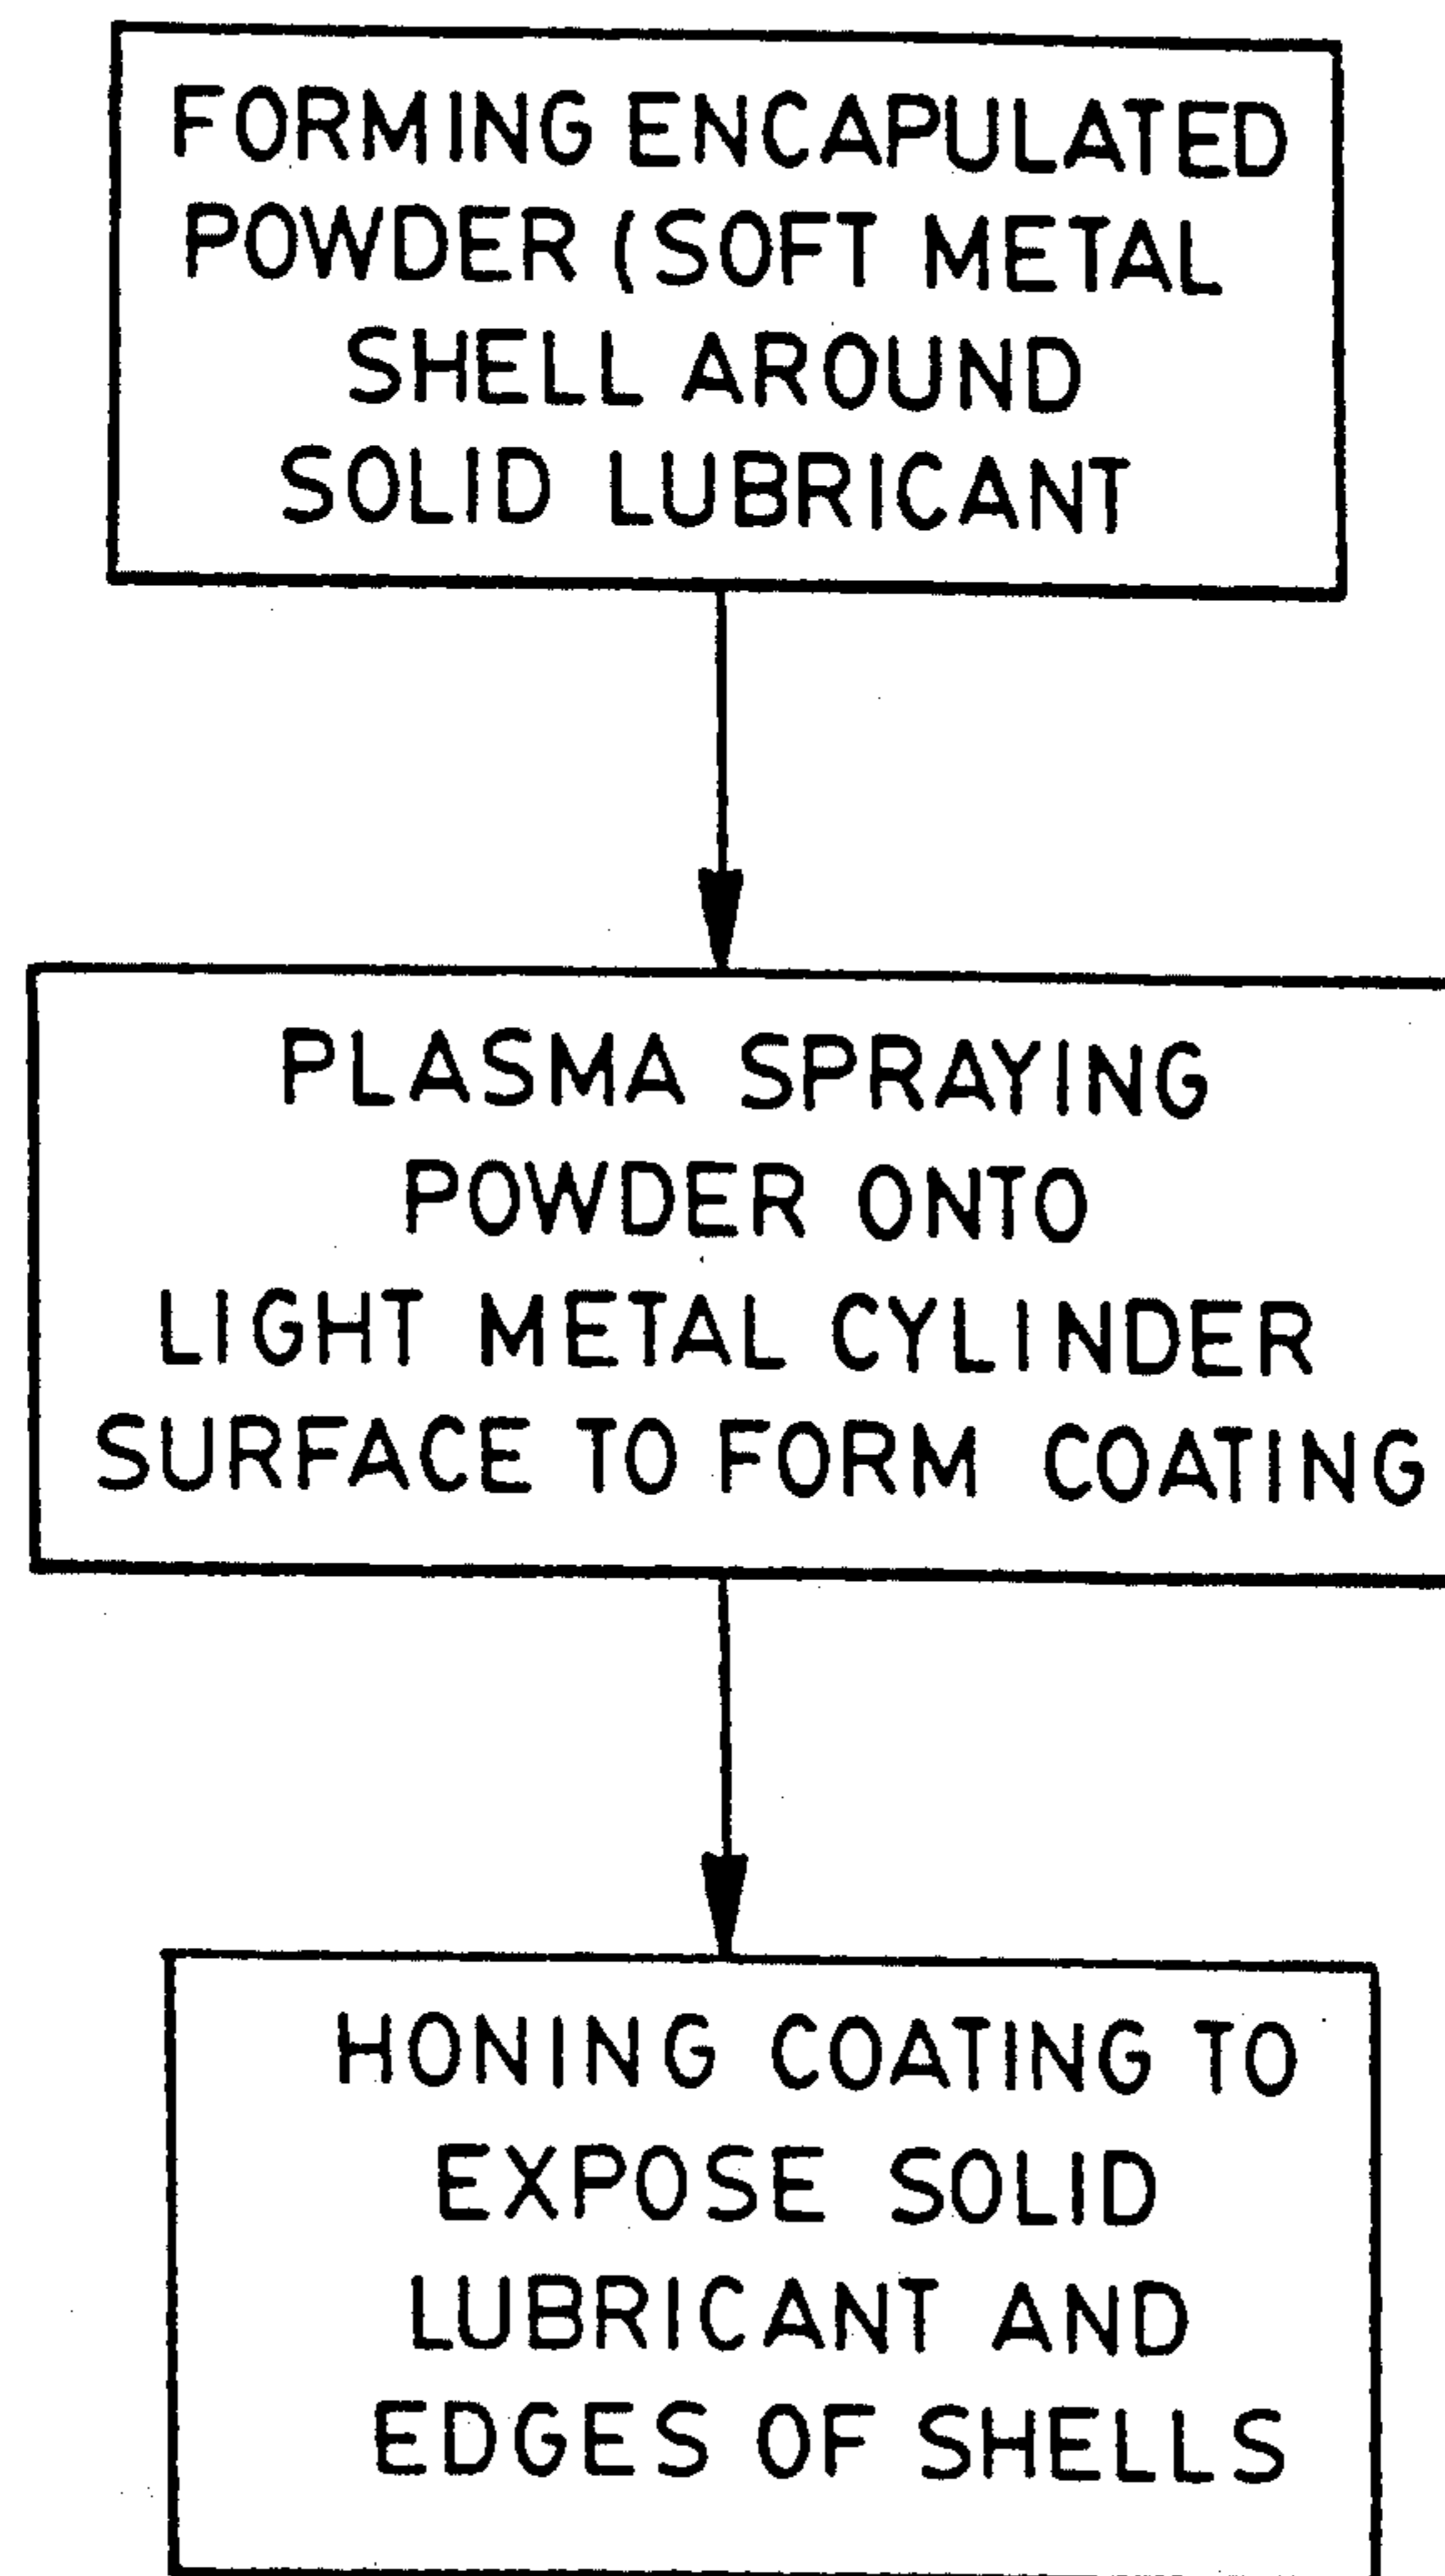 FORMING ENCAPULATED
POWDER (SOFT METAL
SHELL AROUND
SOLID LUBRICANT
PLASMA SPRAYING
POWDER ONTO
LIGHT METAL CYLINDER
SURFACE TO FORM COATING
HONING COATING TO
EXPOSE SOLID
LUBRICANT AND
EDGES OF SHELLS